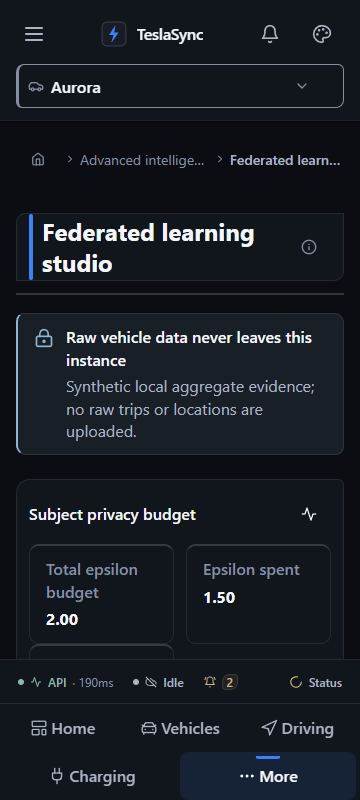 TeslaSync
Aurora
Advanced intellige... Federated learn...
Federated learning
studio
Raw vehicle data never leaves this
instance
Synthetic local aggregate evidence;
no raw trips or locations are
uploaded.
Subject privacy budget
Total epsilon
budget
2.00
Epsilon spent
1.50
API · 190ms Idle 2 Status
Home Vehicles Driving
Charging More